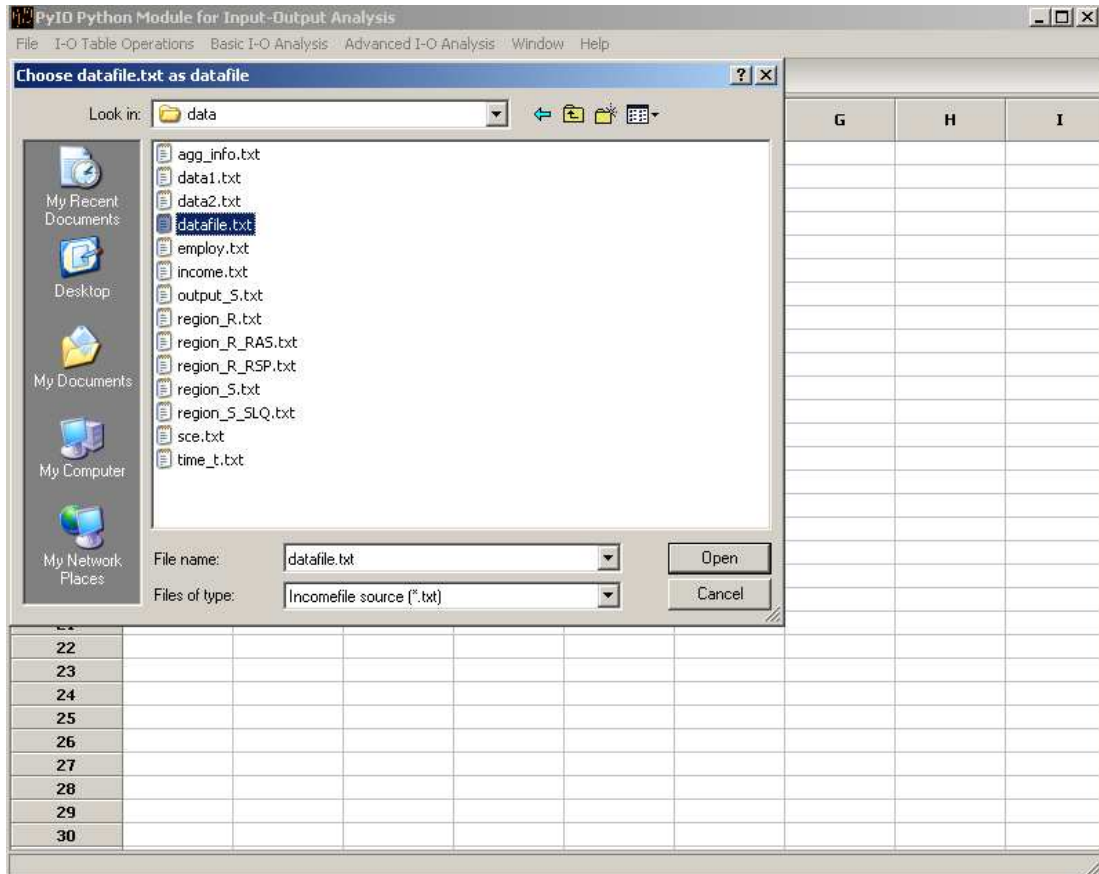 PyIO Python Module for Input-Output Analysis
File I-O Table Operations Basic I-O Analysis Advanced I-O Analysis Window Help
Choose datafile.txt as datafile
Look in: data
G H I
My Recent Documents
Desktop
My Documents
My Computer
My Network Places
agg_info.txt
data1.txt
data2.txt
datafile.txt
employ.txt
income.txt
output_S.txt
region_R.txt
region_R_RAS.txt
region_R_RSP.txt
region_S.txt
region_S_SLQ.txt
sce.txt
time_t.txt
File name: datafile.txt Open
Files of type: Incomefile source (*.txt) Cancel
22
23
24
25
26
27
28
29
30